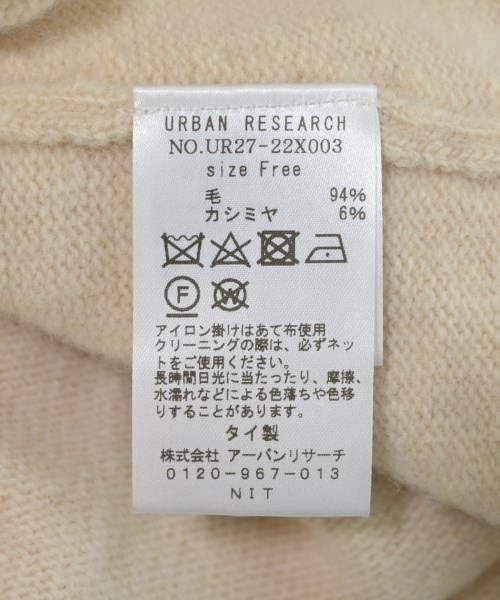 URBAN RESEARCH
NO.UR27-22X003
size Free
毛 94%
カシミヤ 6%
F
W
アイロン掛けはあて布使用
クリーニングの際は、必ずネッ
トをご使用ください。
長時間日光に当たったり、摩擦、
水濡れなどによる色落ちや色移
りすることがあります。
タイ製
株式会社 アーバンリサーチ
0120-967-013
NIT